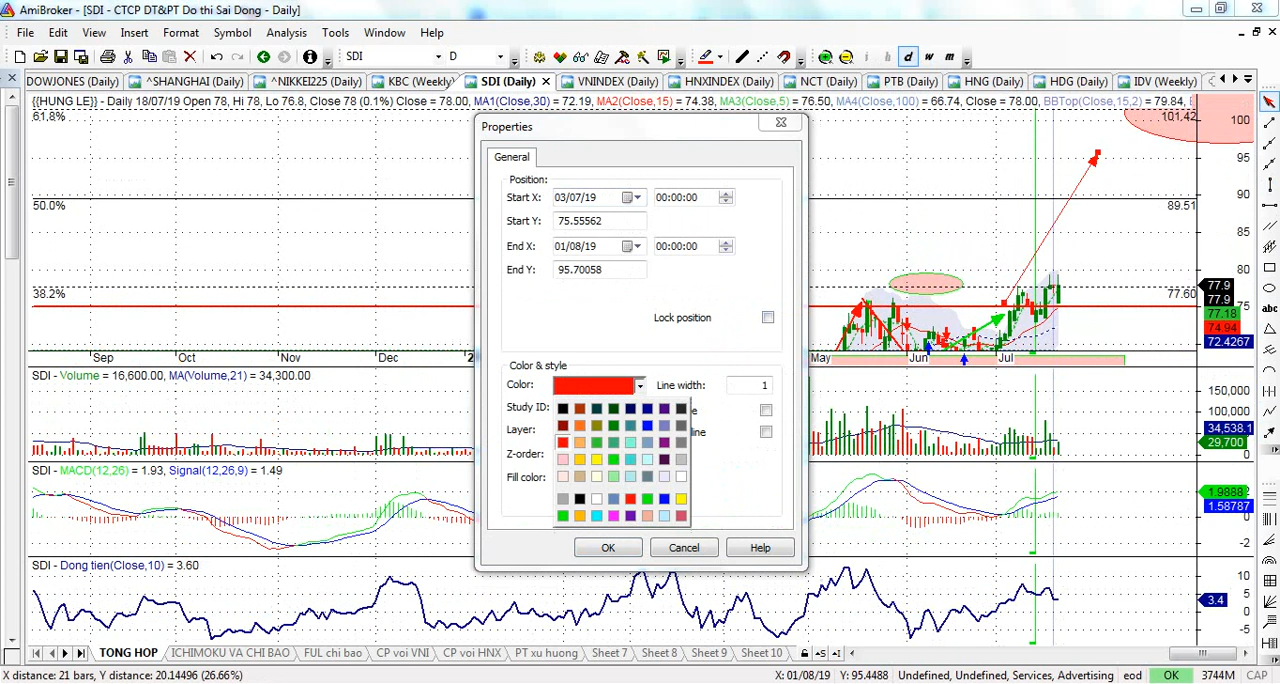 AmiBroker - [SDI - CTCP DT&PT Do thi Sai Dong - Daily]
File Edit View Insert Format Symbol Analysis Tools Window Help
SDI D i h d w m
DOWJONES (Daily) ^SHANGHAI (Daily) ^NIKKEI225 (Daily) KBC (Weekly) SDI (Daily) VNINDEX (Daily) HNXINDEX (Daily) NCT (Daily) PTB (Daily) HNG (Daily) HDG (Daily) IDV (Weekly)
{{HUNG LE}} - Daily 18/07/19 Open 78, Hi 78, Lo 76.8, Close 78 (0.1%) Close = 78.00, MA1(Close,30) = 72.19, MA2(Close,15) = 74.38, MA3(Close,5) = 76.50, MA4(Close,100) = 66.74, Close = 78.00, BBTop(Close,15,2) = 79.84,
61.8%
101.42
100
95
90
50.0%
89.51
85
80
38.2%
77.60
77.9
77.9
77.18
75
74.94
72.4267
Sep Oct Nov Dec 2 May Jun Jul
Properties
General
Position:
Start X: 03/07/19 00:00:00
Start Y: 75.55562
End X: 01/08/19 00:00:00
End Y: 95.70058
Lock position
Color & style
Color: Line width: 1
Study ID: e
Layer: line
Z-order:
Fill color:
OK Cancel Help
SDI - Volume = 16,600.00, MA(Volume,21) = 34,300.00
150,000
100,000
34,538.1
29,700
0
SDI - MACD(12,26) = 1.93, Signal(12,26,9) = 1.49
1.9888
1.58787
0
-2
SDI - Dong tien(Close,10) = 3.60
10
5
3.4
0
-5
TONG HOP ICHIMOKU VA CHI BAO FUL chi bao CP voi VNI CP voi HNX PT xu huong Sheet 7 Sheet 8 Sheet 9 Sheet 10
X distance: 21 bars, Y distance: 20.14496 (26.66%) X: 01/08/19 Y: 95.4488 Undefined, Undefined, Services, Advertising eod OK 3744M CAP
abc